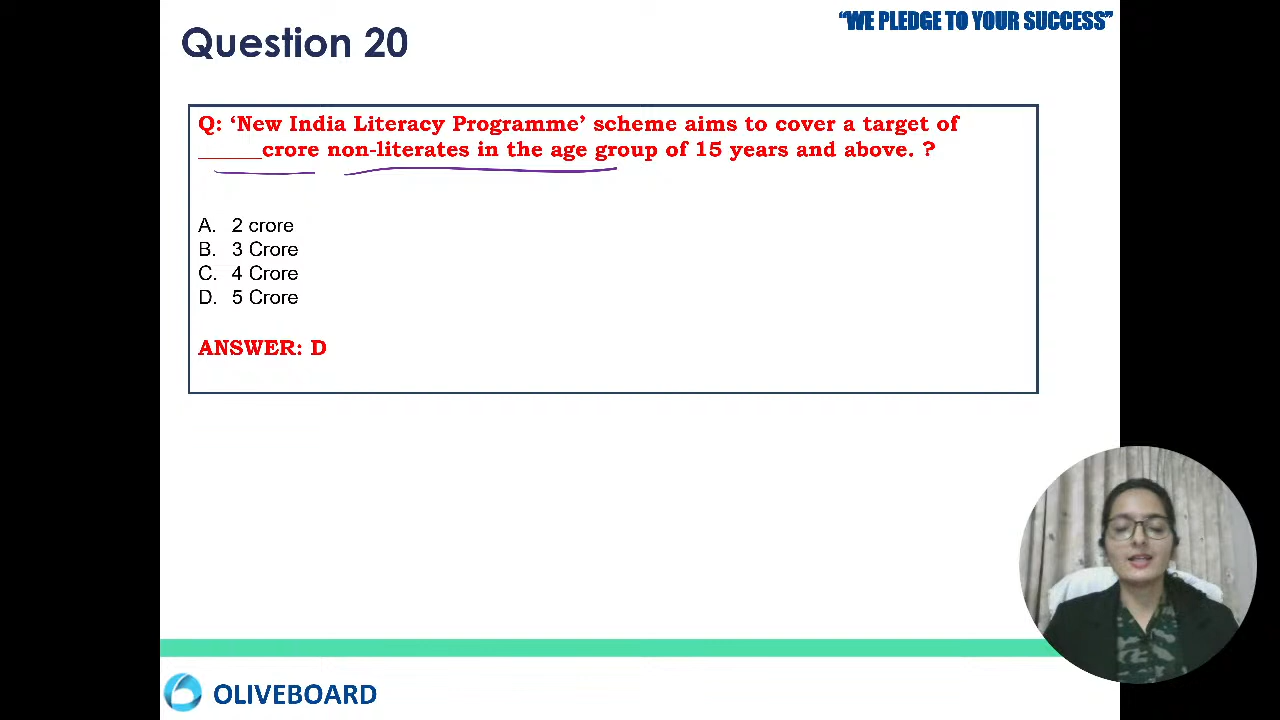 “WE PLEDGE TO YOUR SUCCESS”
Question 20
Q: ‘New India Literacy Programme’ scheme aims to cover a target of
______crore non-literates in the age group of 15 years and above. ?
A. 2 crore
B. 3 Crore
C. 4 Crore
D. 5 Crore
ANSWER: D
OLIVEBOARD